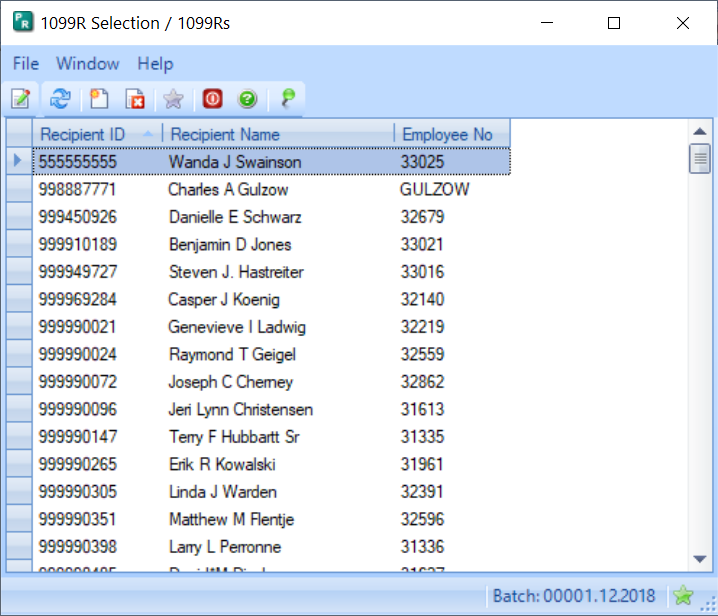 PR 1099R Selection / 1099Rs
File Window Help
Recipient ID Recipient Name Employee No
555555555 Wanda J Swainson 33025
998887771 Charles A Gulzow GULZOW
999450926 Danielle E Schwarz 32679
999910189 Benjamin D Jones 33021
999949727 Steven J. Hastreiter 33016
999969284 Casper J Koenig 32140
999990021 Genevieve I Ladwig 32219
999990024 Raymond T Geigel 32559
999990072 Joseph C Cherney 32862
999990096 Jeri Lynn Christensen 31613
999990147 Terry F Hubbartt Sr 31335
999990265 Erik R Kowalski 31961
999990305 Linda J Warden 32391
999990351 Matthew M Flentje 32596
999990398 Larry L Perronne 31336
Batch: 00001.12.2018